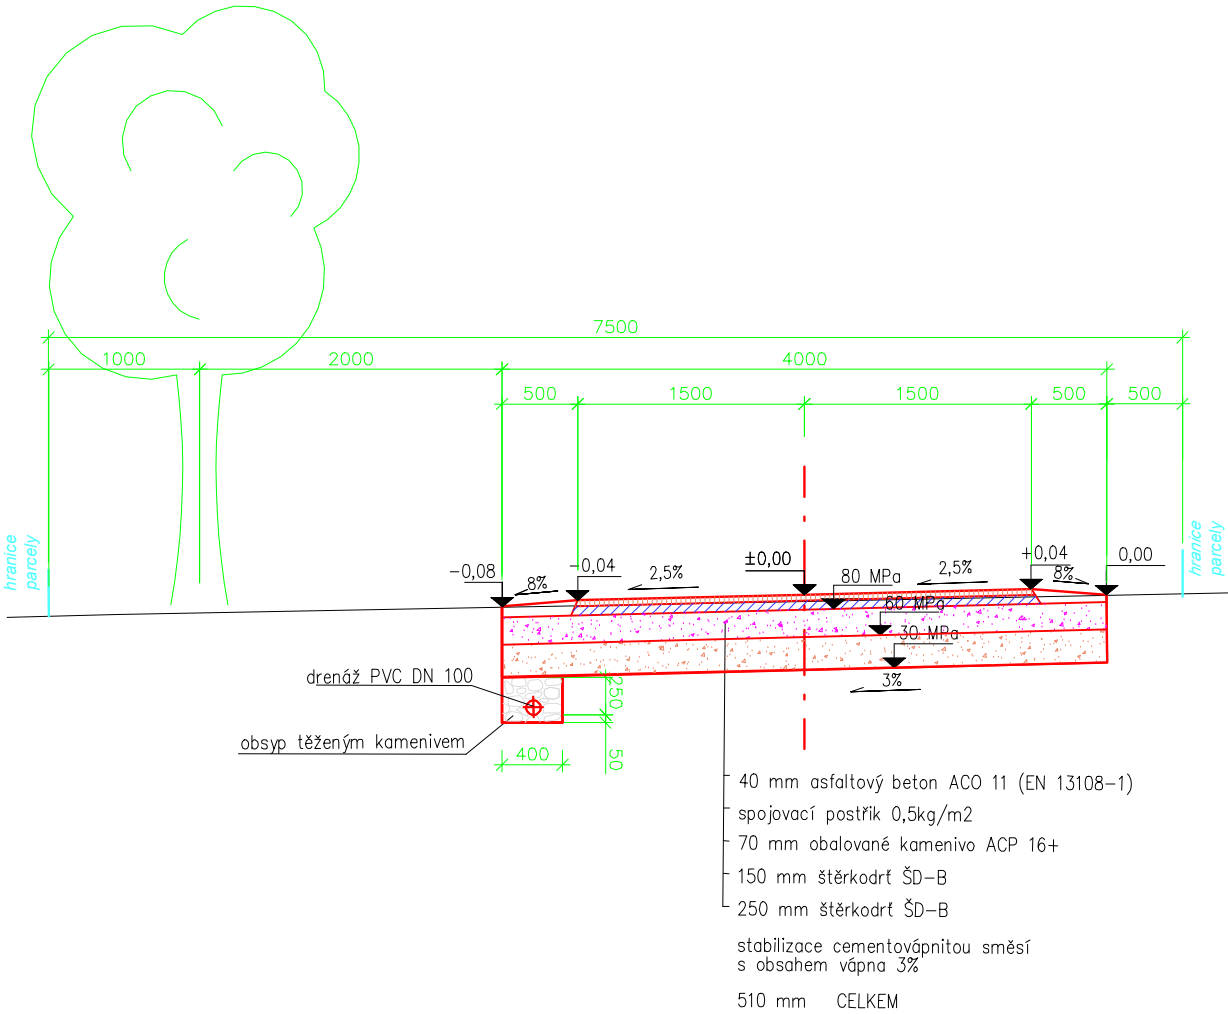 7500
1000
2000
4000
500
1500
1500
500
500
hranice
parcely
hranice
parcely
-0,08
8%
-0,04
2,5%
±0,00
80 MPa
2,5%
+0,04
8%
0,00
60 MPa
30 MPa
3%
drenáž PVC DN 100
250
obsyp těženým kamenivem
400
50
40 mm asfaltový beton ACO 11 (EN 13108-1)
spojovací postřik 0,5kg/m2
70 mm obalované kamenivo ACP 16+
150 mm štěrkodrť ŠD-B
250 mm štěrkodrť ŠD-B
stabilizace cementovápnitou směsí
s obsahem vápna 3%
510 mm CELKEM